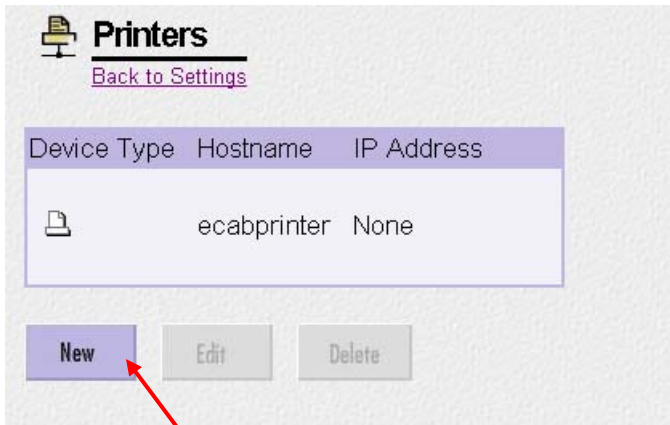 Printers
Back to Settings
Device Type Hostname IP Address
ecabprinter None
New Edit Delete